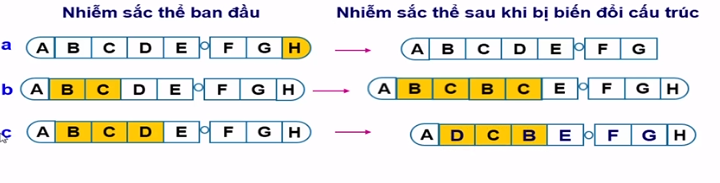 Nhiễm sắc thể ban đầu Nhiễm sắc thể sau khi bị biến đổi cấu trúc
a A B C D E F G H A B C D E F G
b A B C D E F G H A B C B C E F G H
c A B C D E F G H A D C B E F G H